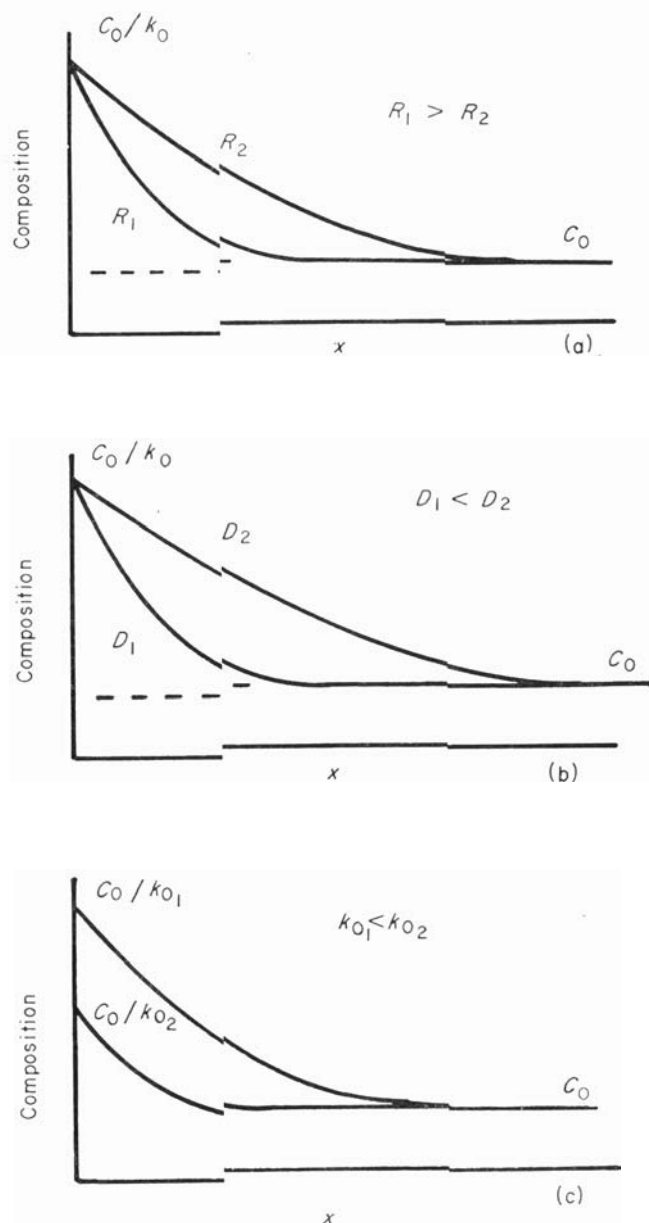 C₀/k₀
R₁ > R₂
R₂
R₁
C₀
Composition
x
(a)
C₀/k₀
D₁ < D₂
D₂
D₁
C₀
Composition
x
(b)
C₀/k₀₁
k₀₁<k₀₂
C₀/k₀₂
C₀
Composition
x
(c)